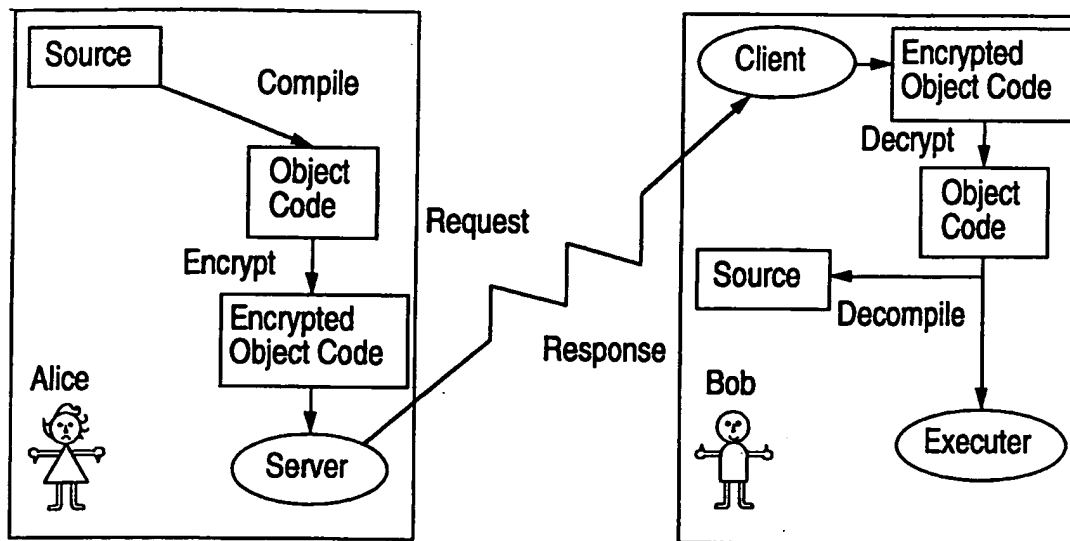 Source
Compile
Object
Code
Encrypt
Encrypted
Object Code
Alice
Server
Request
Response
Client
Encrypted
Object Code
Decrypt
Object
Code
Source
Decompile
Bob
Executer